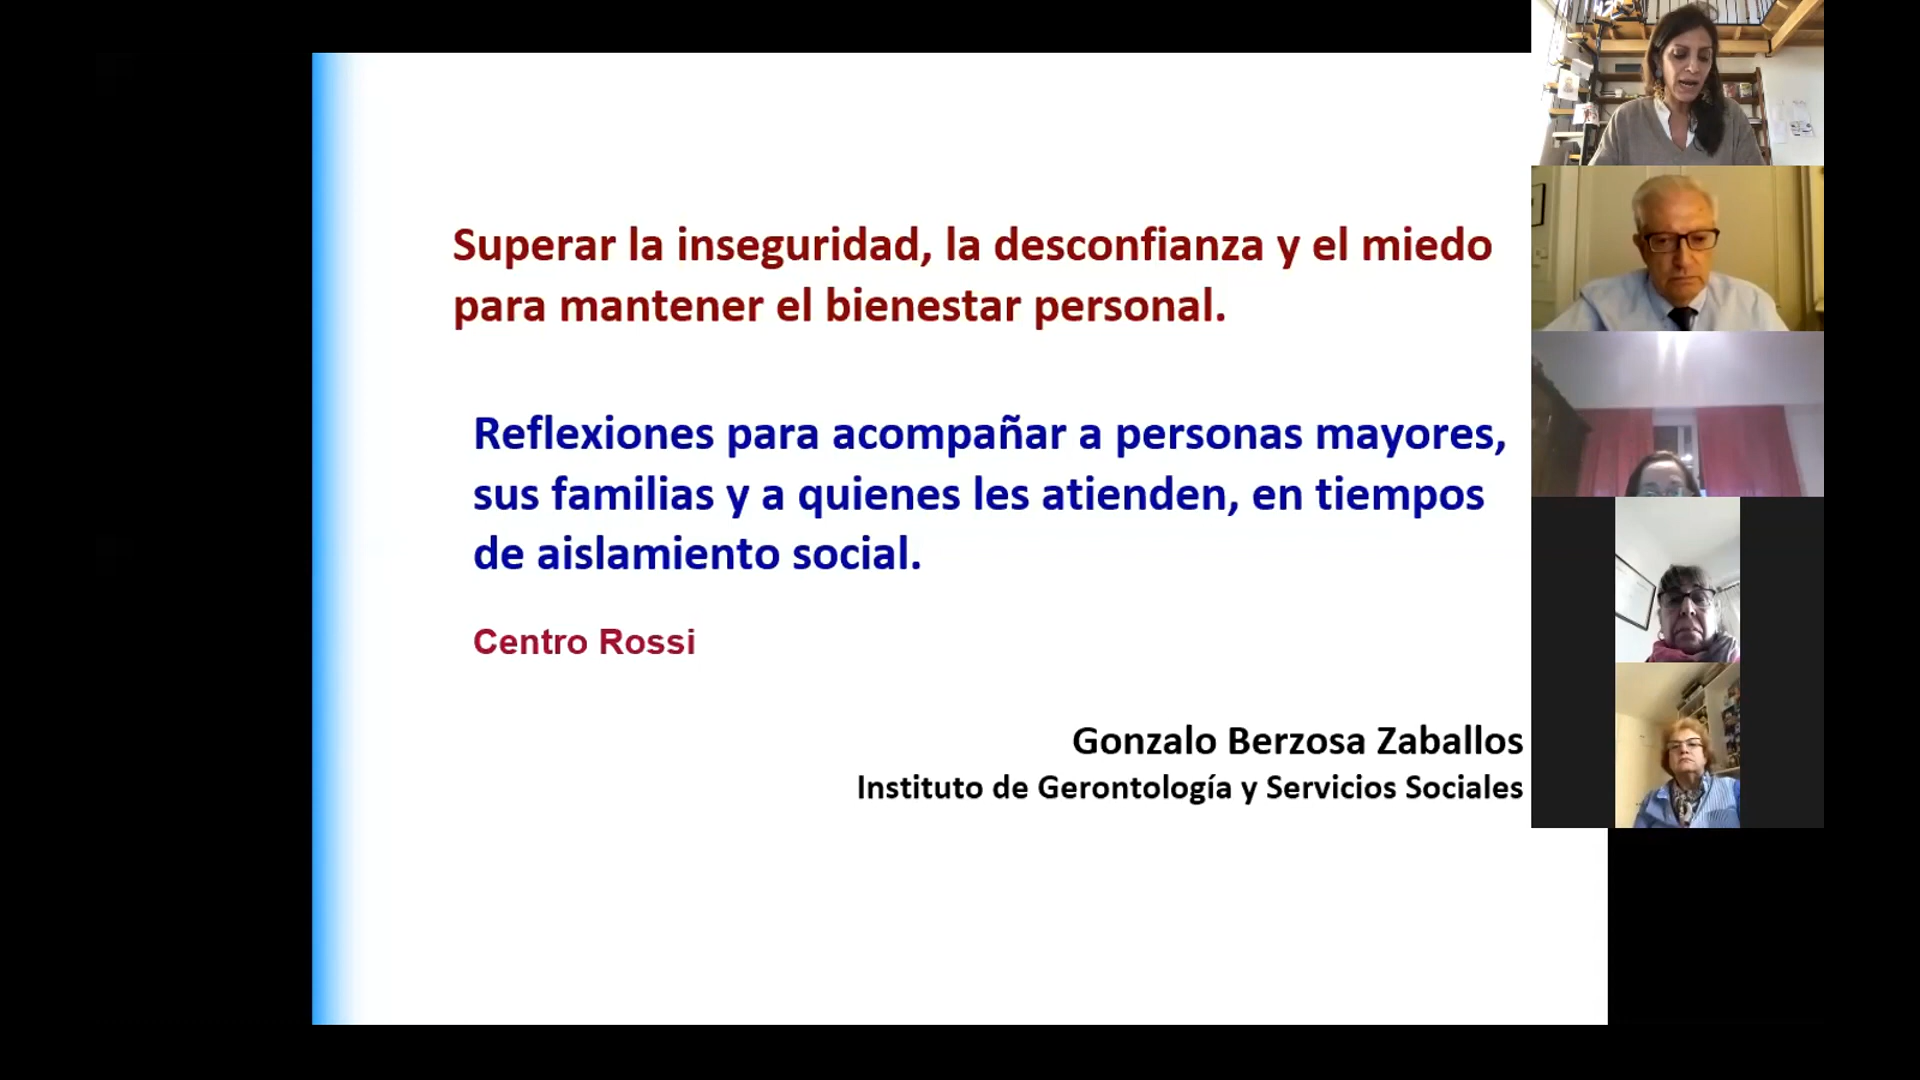 Superar la inseguridad, la desconfianza y el miedo
para mantener el bienestar personal.
Reflexiones para acompañar a personas mayores,
sus familias y a quienes les atienden, en tiempos
de aislamiento social.
Centro Rossi
Gonzalo Berzosa Zaballos
Instituto de Gerontología y Servicios Sociales